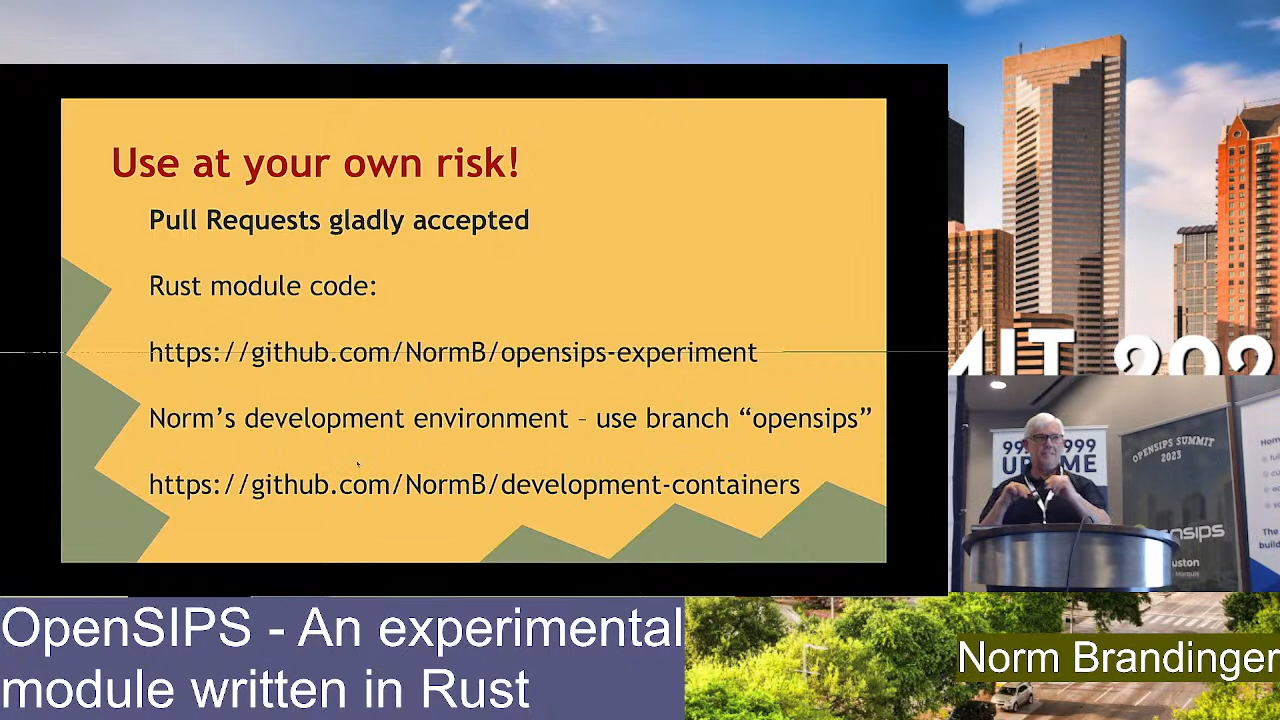 Use at your own risk!
Pull Requests gladly accepted
Rust module code:
https://github.com/NormB/opensips-experiment
Norm’s development environment – use branch “opensips”
https://github.com/NormB/development-containers
OPENSIPS SUMMIT
2023
OpenSIPS - An experimental
module written in Rust
Norm Brandinger